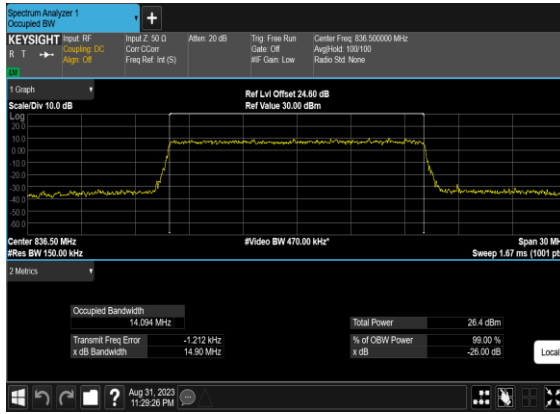 Spectrum Analyzer 1
Occupied BW
+
KEYSIGHT Input: RF Input Z: 50 Ω Atten: 20 dB Trig: Free Run Center Freq: 836.500000 MHz
R T Coupling: DC Corr CCorr Gate: Off Avg|Hold: 100/100
Align: Off Freq Ref: Int (S) #IF Gain: Low Radio Std: None
1 Graph
Scale/Div 10.0 dB Ref Lvl Offset 24.60 dB
Ref Value 30.00 dBm
Log
20.0
10.0
0.00
-10.0
-20.0
-30.0
-40.0
-50.0
-60.0
Center 836.50 MHz #Video BW 470.00 kHz* Span 30 MH
#Res BW 150.00 kHz Sweep 1.67 ms (1001 pts
2 Metrics
Occupied Bandwidth
14.094 MHz Total Power 26.4 dBm
Transmit Freq Error -1.212 kHz % of OBW Power 99.00 %
x dB Bandwidth 14.90 MHz x dB -26.00 dB
Local
? Aug 31, 2023
11:29:26 PM